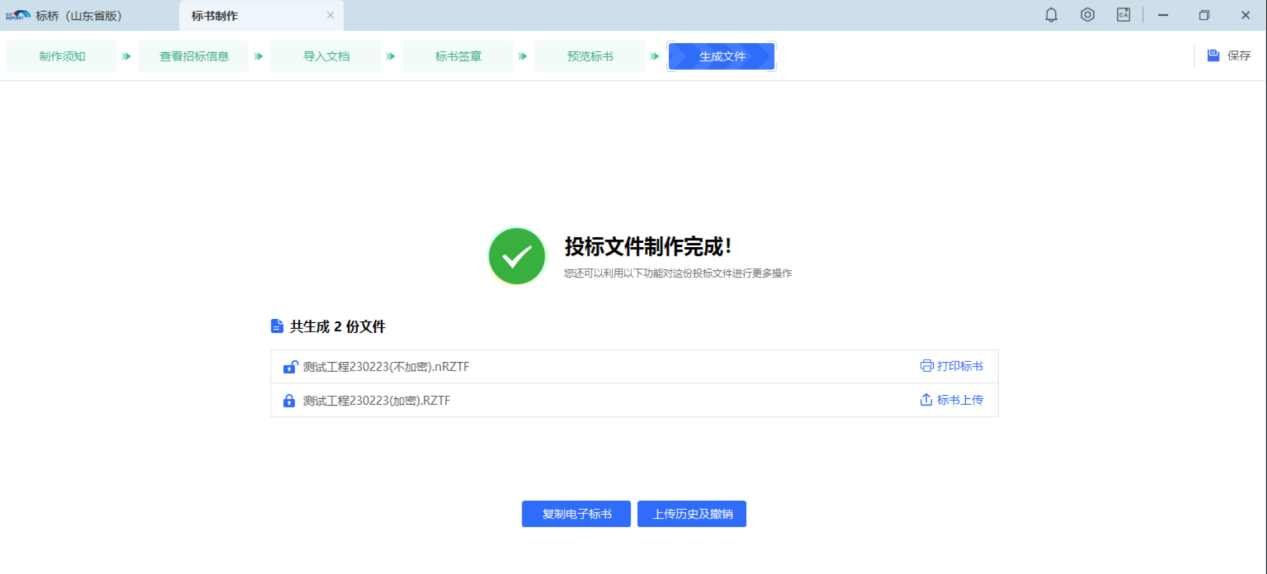 标桥（山东省版）
标书制作
CA
制作须知
查看招标信息
导入文档
标书签章
预览标书
生成文件
保存
投标文件制作完成！
您还可以利用以下功能对这份投标文件进行更多操作
共生成 2 份文件
测试工程230223(不加密).nRZTF
打印标书
测试工程230223(加密).RZTF
标书上传
复制电子标书
上传历史及撤销